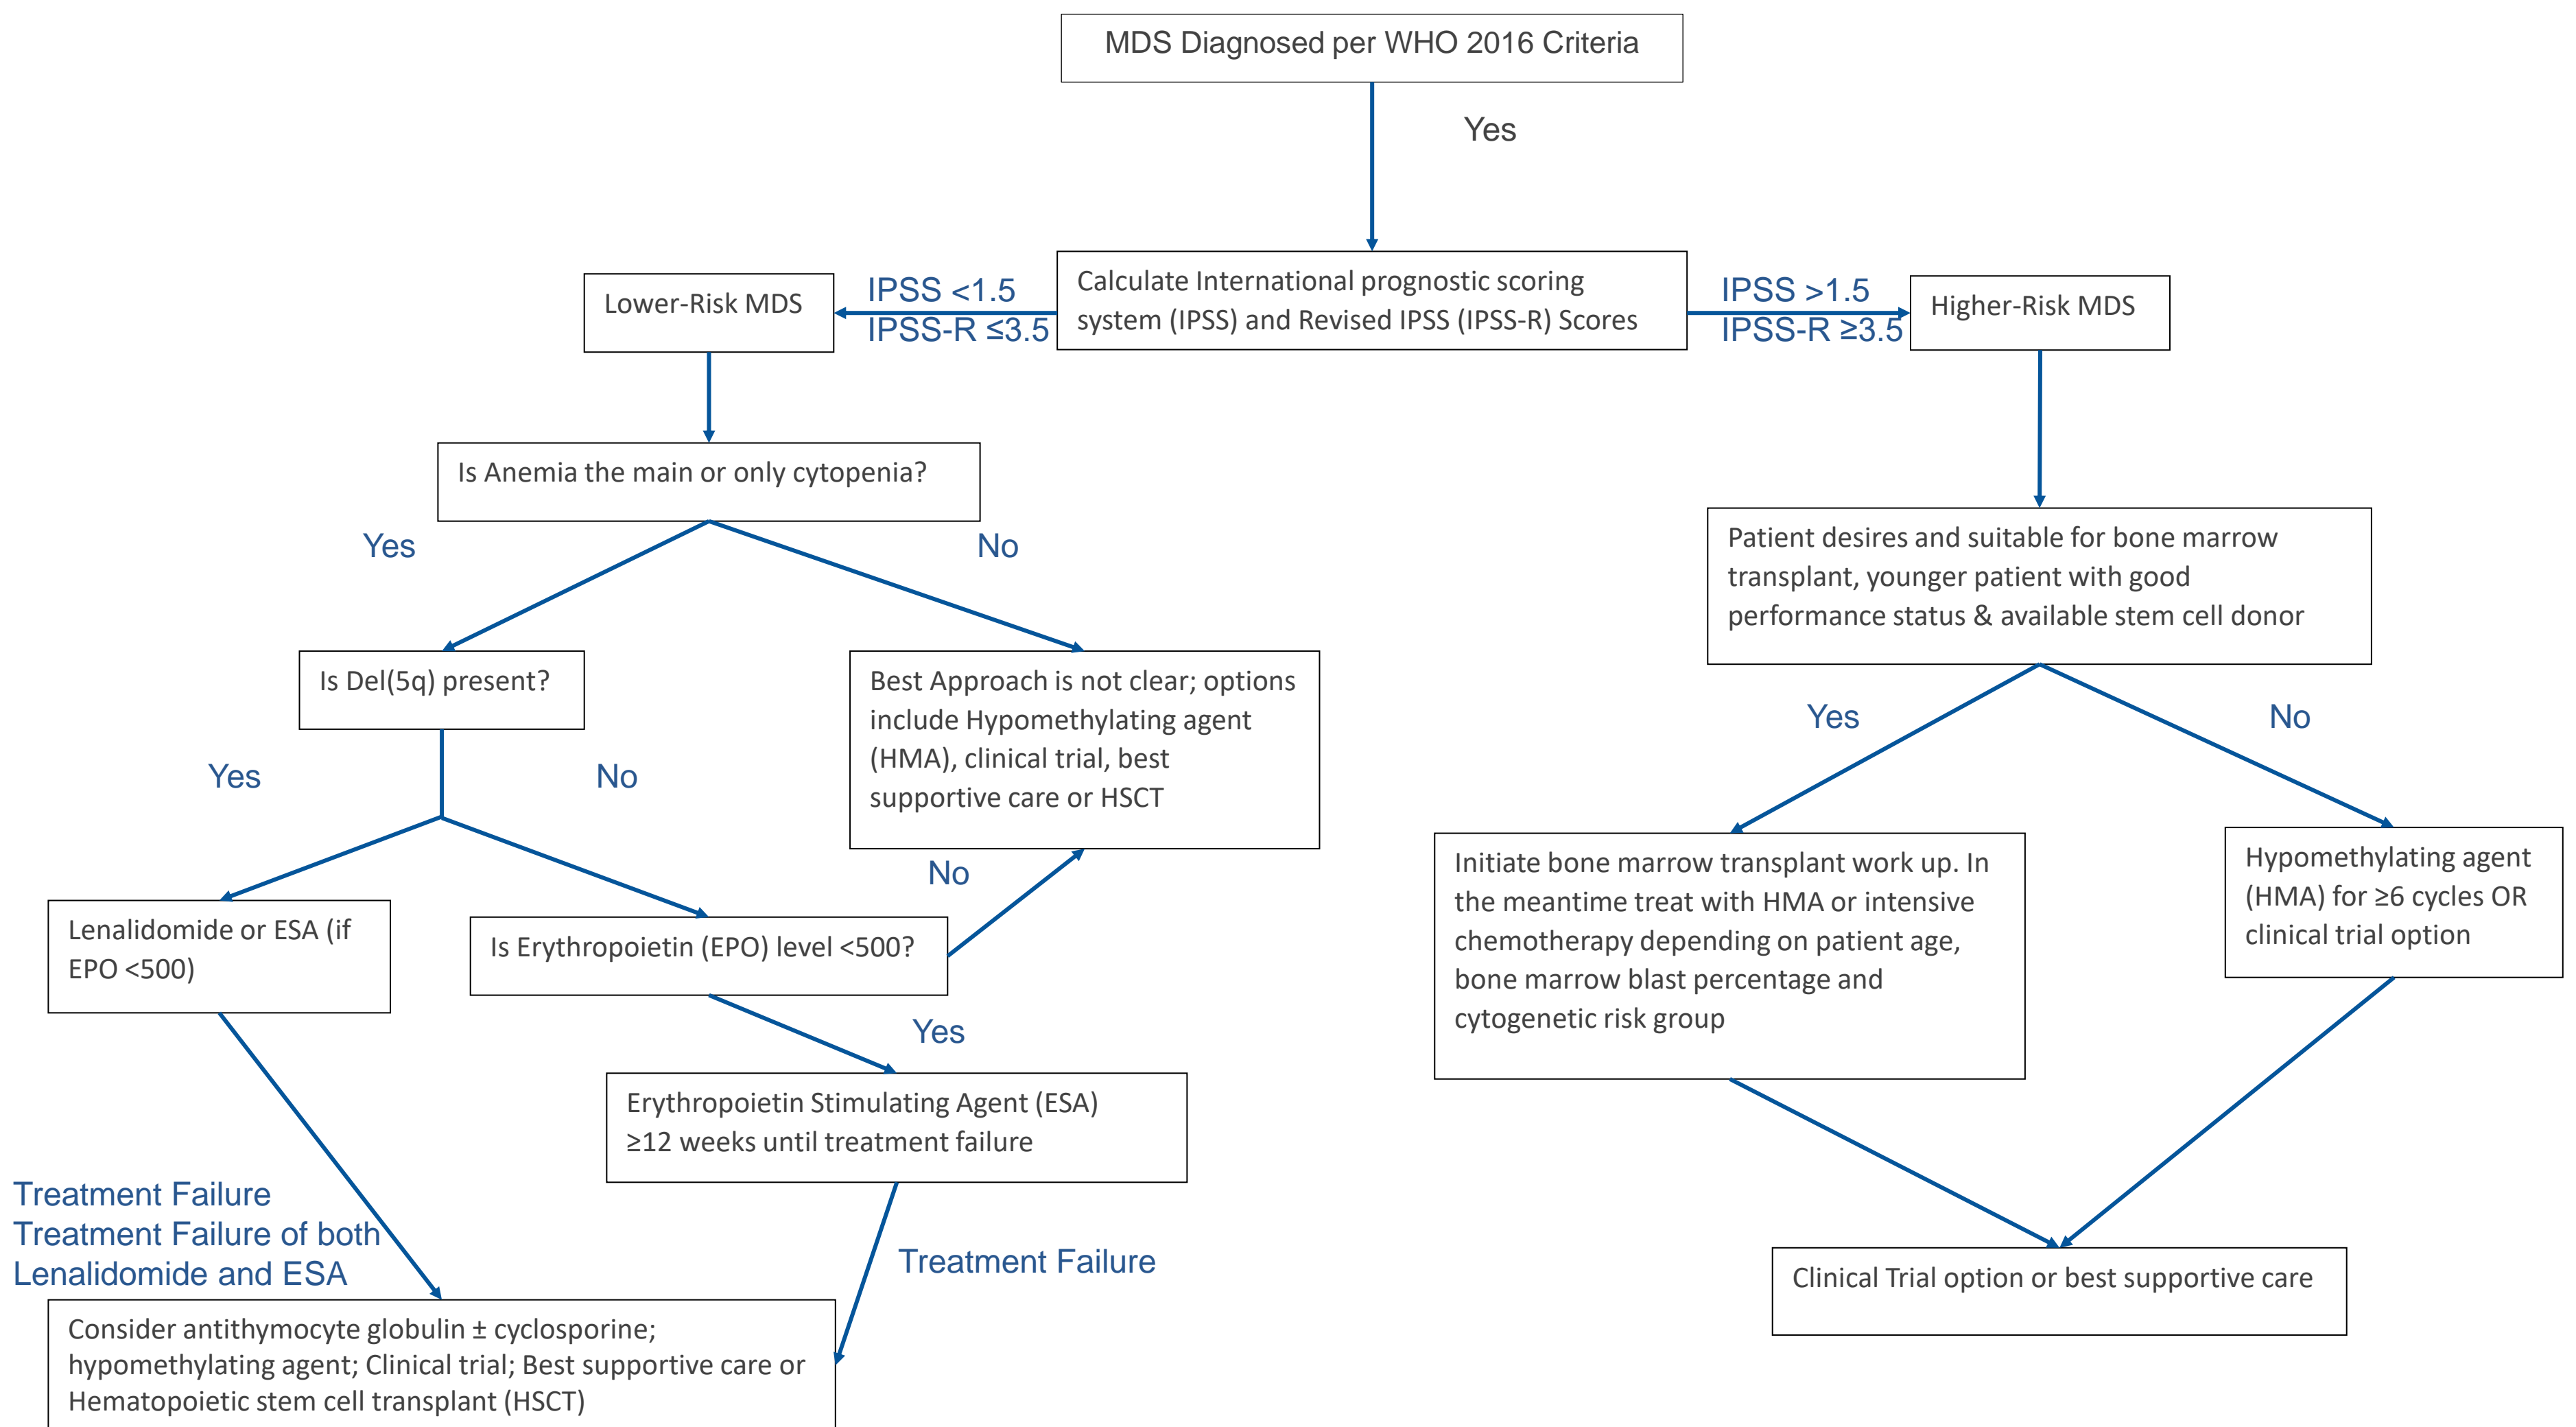 MDS Diagnosed per WHO 2016 Criteria
Yes
Calculate International prognostic scoring
system (IPSS) and Revised IPSS (IPSS-R) Scores
IPSS <1.5
IPSS-R ≤3.5
IPSS >1.5
IPSS-R ≥3.5
Lower-Risk MDS
Higher-Risk MDS
Is Anemia the main or only cytopenia?
Yes
No
Is Del(5q) present?
Best Approach is not clear; options
include Hypomethylating agent
(HMA), clinical trial, best
supportive care or HSCT
Yes
No
No
Lenalidomide or ESA (if
EPO <500)
Is Erythropoietin (EPO) level <500?
Yes
Erythropoietin Stimulating Agent (ESA)
≥12 weeks until treatment failure
Treatment Failure
Treatment Failure of both
Lenalidomide and ESA
Treatment Failure
Consider antithymocyte globulin ± cyclosporine;
hypomethylating agent; Clinical trial; Best supportive care or
Hematopoietic stem cell transplant (HSCT)
Patient desires and suitable for bone marrow
transplant, younger patient with good
performance status & available stem cell donor
Yes
No
Initiate bone marrow transplant work up. In
the meantime treat with HMA or intensive
chemotherapy depending on patient age,
bone marrow blast percentage and
cytogenetic risk group
Hypomethylating agent
(HMA) for ≥6 cycles OR
clinical trial option
Clinical Trial option or best supportive care